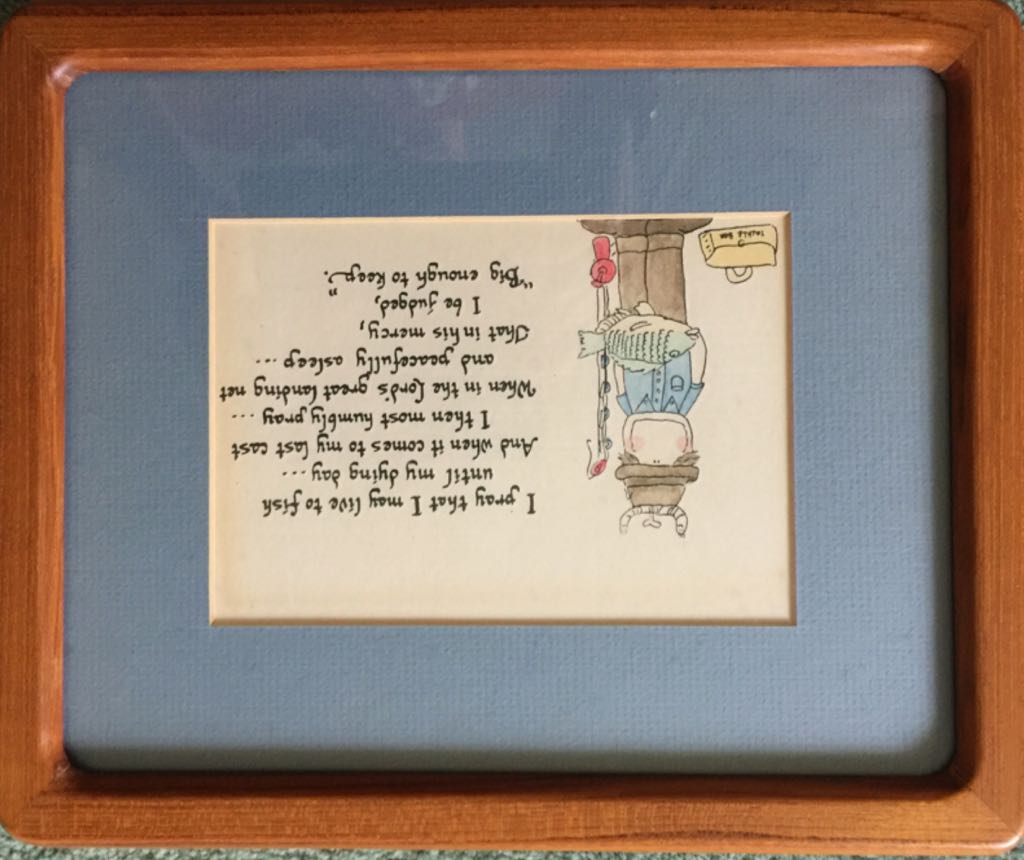 I pray that I may live to fish
until my dying day ...
And when it comes to my last cast
I then most humbly pray ...
When in the Lord's great landing net
and peacefully asleep ...
That in his mercy,
I be judged,
"Big enough to keep."
TACKLE BOX